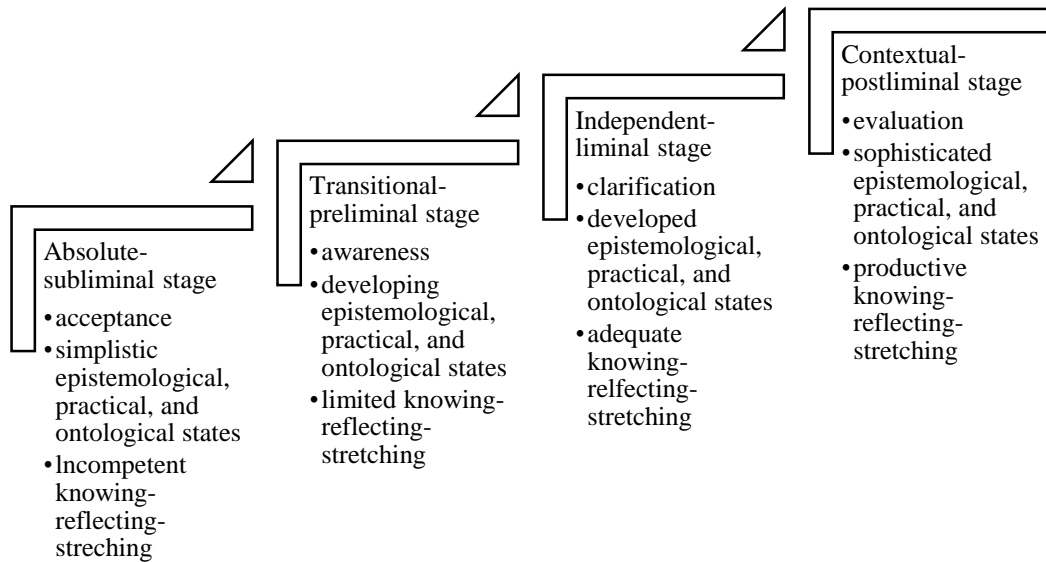 Absolute-
subliminal stage
•acceptance
•simplistic
epistemological,
practical, and
ontological states
•Incompetent
knowing-
reflecting-
streching
Transitional-
preliminal stage
•awareness
•developing
epistemological,
practical, and
ontological states
•limited knowing-
reflecting-
stretching
Independent-
liminal stage
•clarification
•developed
epistemological,
practical, and
ontological states
•adequate
knowing-
relfecting-
stretching
Contextual-
postliminal stage
•evaluation
•sophisticated
epistemological,
practical, and
ontological states
•productive
knowing-
reflecting-
stretching